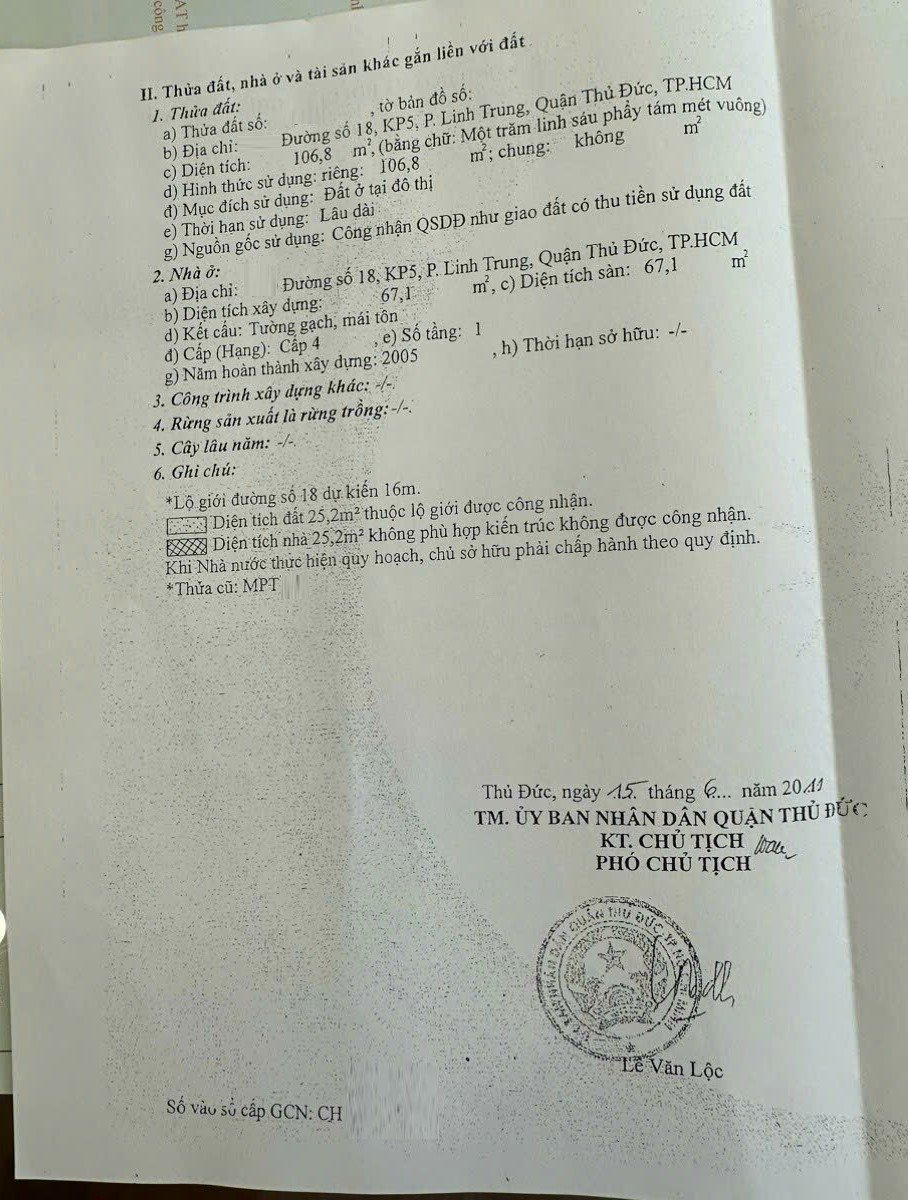 AT h
công
II. Thửa đất, nhà ở và tài sản khác gắn liền với đất
1. Thửa đất:
a) Thửa đất số: , tờ bản đồ số:
b) Địa chỉ: Đường số 18, KP5, P. Linh Trung, Quận Thủ Đức, TP.HCM
c) Diện tích: 106,8 m², (bằng chữ: Một trăm linh sáu phẩy tám mét vuông)
d) Hình thức sử dụng: riêng: 106,8 m²; chung: không m²
đ) Mục đích sử dụng: Đất ở tại đô thị
e) Thời hạn sử dụng: Lâu dài
g) Nguồn gốc sử dụng: Công nhận QSDĐ như giao đất có thu tiền sử dụng đất
2. Nhà ở:
a) Địa chỉ: Đường số 18, KP5, P. Linh Trung, Quận Thủ Đức, TP.HCM
b) Diện tích xây dựng: 67,1 m², c) Diện tích sàn: 67,1 m²
d) Kết cấu: Tường gạch, mái tôn
đ) Cấp (Hạng): Cấp 4 , e) Số tầng: 1
g) Năm hoàn thành xây dựng: 2005 , h) Thời hạn sở hữu: -/-
3. Công trình xây dựng khác: -/-.
4. Rừng sản xuất là rừng trồng: -/-.
5. Cây lâu năm: -/-.
6. Ghi chú:
*Lộ giới đường số 18 dự kiến 16m.
Diện tích đất 25,2m² thuộc lộ giới được công nhận.
Diện tích nhà 25,2m² không phù hợp kiến trúc không được công nhận.
Khi Nhà nước thực hiện quy hoạch, chủ sở hữu phải chấp hành theo quy định.
*Thửa cũ: MPT
Thủ Đức, ngày 15. tháng 6... năm 2011
TM. ỦY BAN NHÂN DÂN QUẬN THỦ ĐỨC
KT. CHỦ TỊCH
PHÓ CHỦ TỊCH
Lê Văn Lộc
Số vào sổ cấp GCN: CH